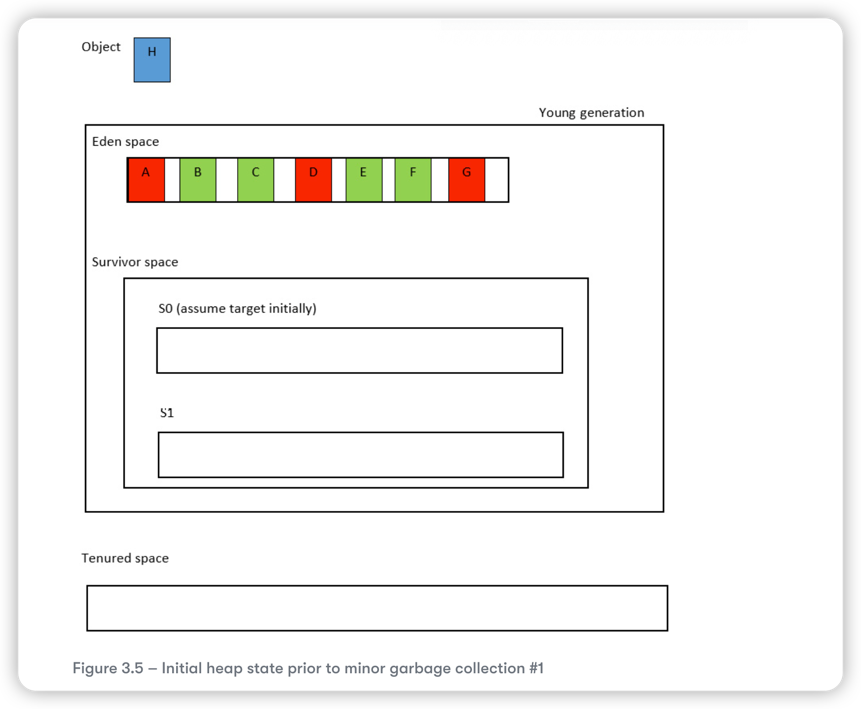 Object H
Young generation
Eden space
A B C D E F G
Survivor space
S0 (assume target initially)
S1
Tenured space
Figure 3.5 – Initial heap state prior to minor garbage collection #1